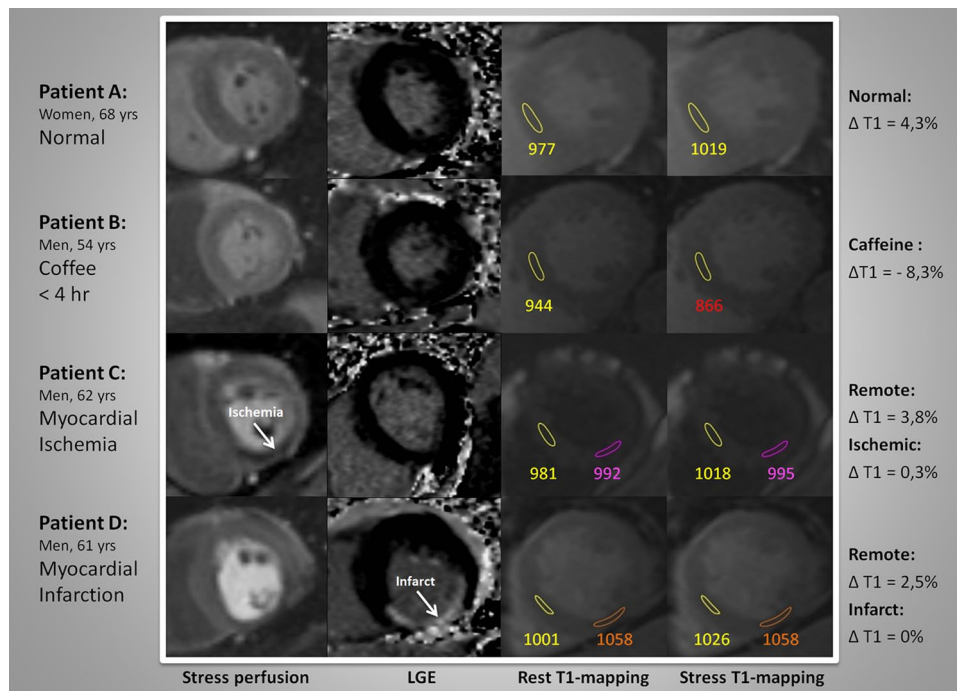 Patient A:
Women, 68 yrs
Normal
977
1019
Normal:
Δ T1 = 4,3%
Patient B:
Men, 54 yrs
Coffee
< 4 hr
944
866
Caffeine :
ΔT1 = - 8,3%
Patient C:
Men, 62 yrs
Myocardial
Ischemia
Ischemia
981
992
1018
995
Remote:
Δ T1 = 3,8%
Ischemic:
Δ T1 = 0,3%
Patient D:
Men, 61 yrs
Myocardial
Infarction
Infarct
1001
1058
1026
1058
Remote:
Δ T1 = 2,5%
Infarct:
Δ T1 = 0%
Stress perfusion
LGE
Rest T1-mapping
Stress T1-mapping